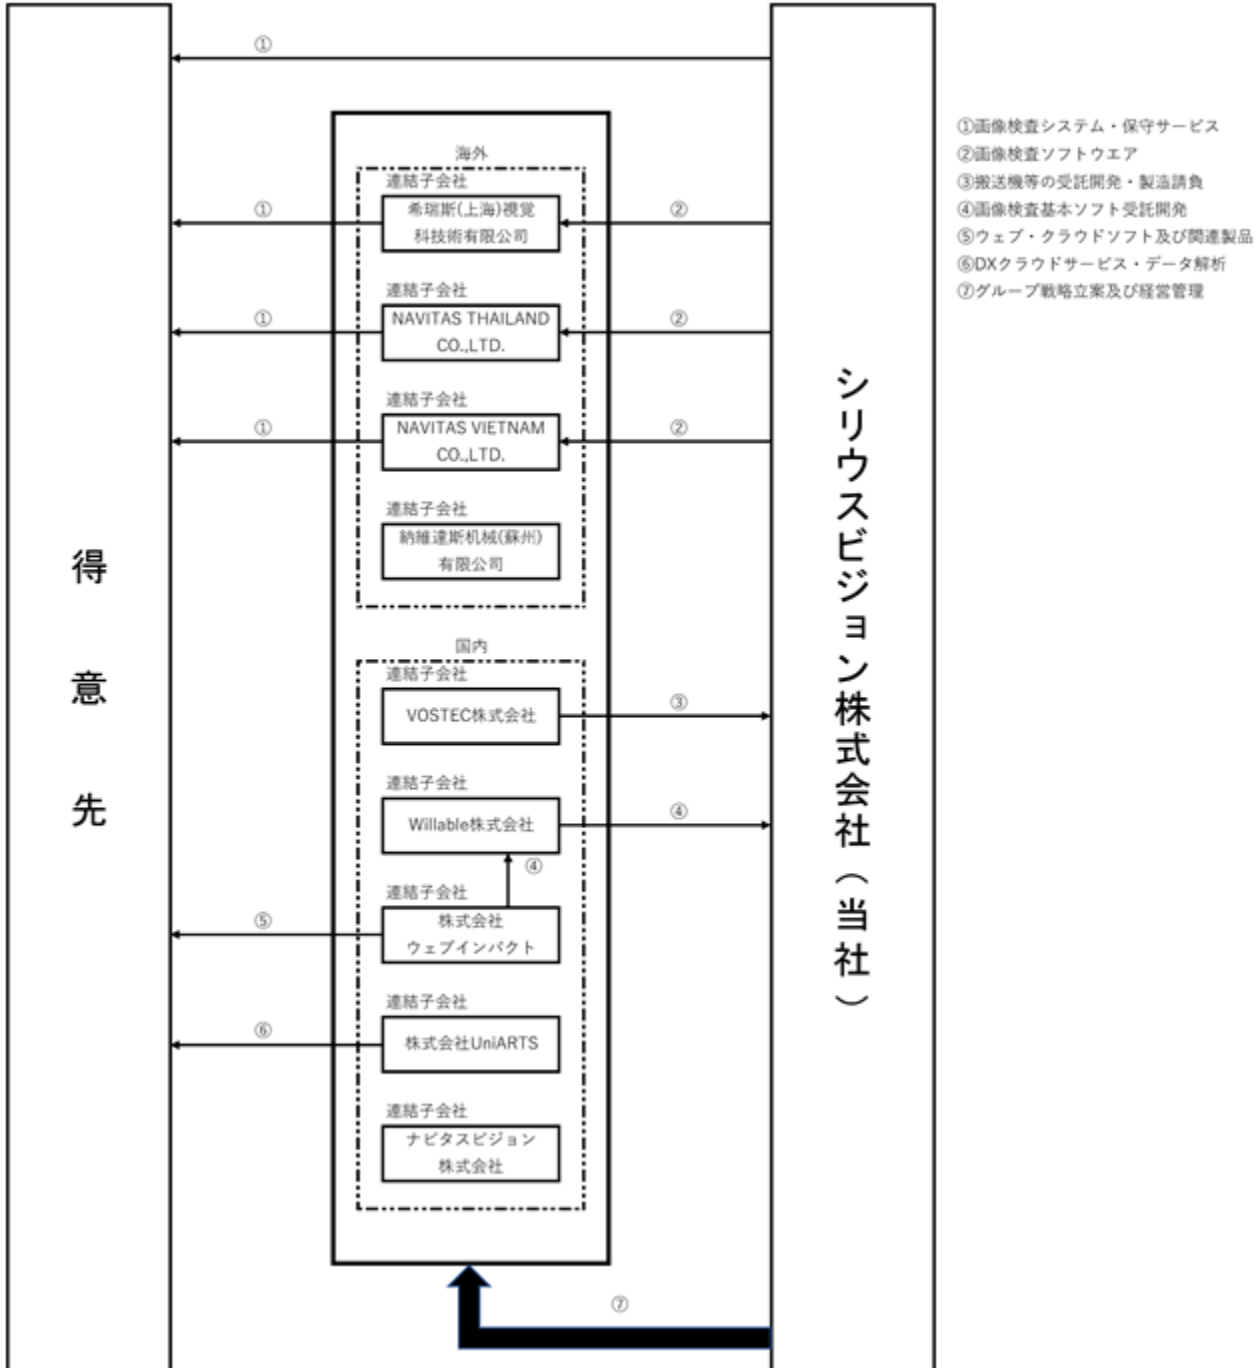 ①
海外
連結子会社
希瑞斯(上海)視覚
科技術有限公司
①
②
連結子会社
NAVITAS THAILAND
CO.,LTD.
①
②
連結子会社
NAVITAS VIETNAM
CO.,LTD.
①
②
連結子会社
納維達斯机械(蘇州)
有限公司
国内
連結子会社
VOSTEC株式会社
③
連結子会社
Willable株式会社
④
④
連結子会社
株式会社
ウェブインパクト
⑤
連結子会社
株式会社UniARTS
⑥
連結子会社
ナビタスビジョン
株式会社
⑦
得意先
シリウスビジョン株式会社（当社）
①画像検査システム・保守サービス
②画像検査ソフトウエア
③搬送機等の受託開発・製造請負
④画像検査基本ソフト受託開発
⑤ウェブ・クラウドソフト及び関連製品
⑥DXクラウドサービス・データ解析
⑦グループ戦略立案及び経営管理